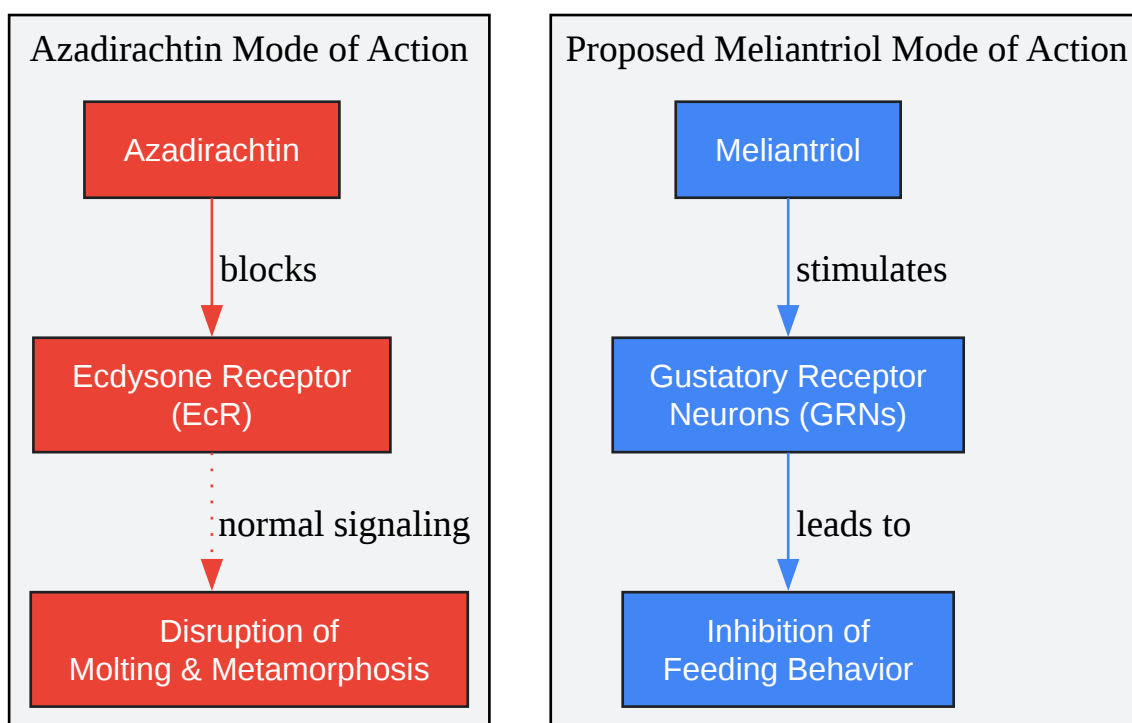 Azadirachtin Mode of Action
Azadirachtin
blocks
Ecdysone Receptor
(EcR)
normal signaling
Disruption of
Molting & Metamorphosis
Proposed Meliantriol Mode of Action
Meliantriol
stimulates
Gustatory Receptor
Neurons (GRNs)
leads to
Inhibition of
Feeding Behavior